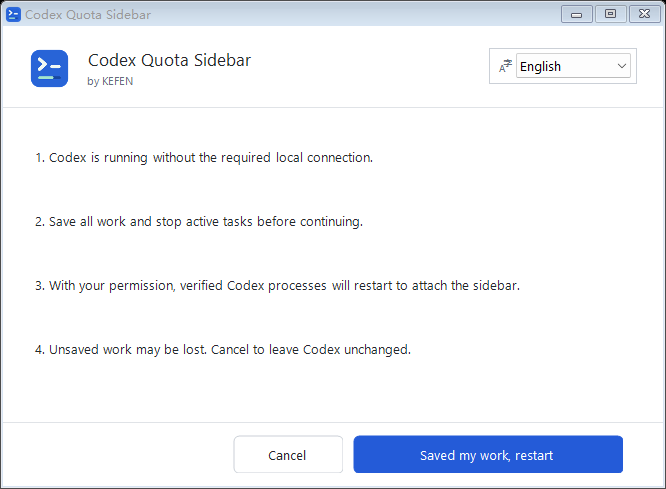 Codex Quota Sidebar
Codex Quota Sidebar
by KEFEN
A字 English
1. Codex is running without the required local connection.
2. Save all work and stop active tasks before continuing.
3. With your permission, verified Codex processes will restart to attach the sidebar.
4. Unsaved work may be lost. Cancel to leave Codex unchanged.
Cancel
Saved my work, restart